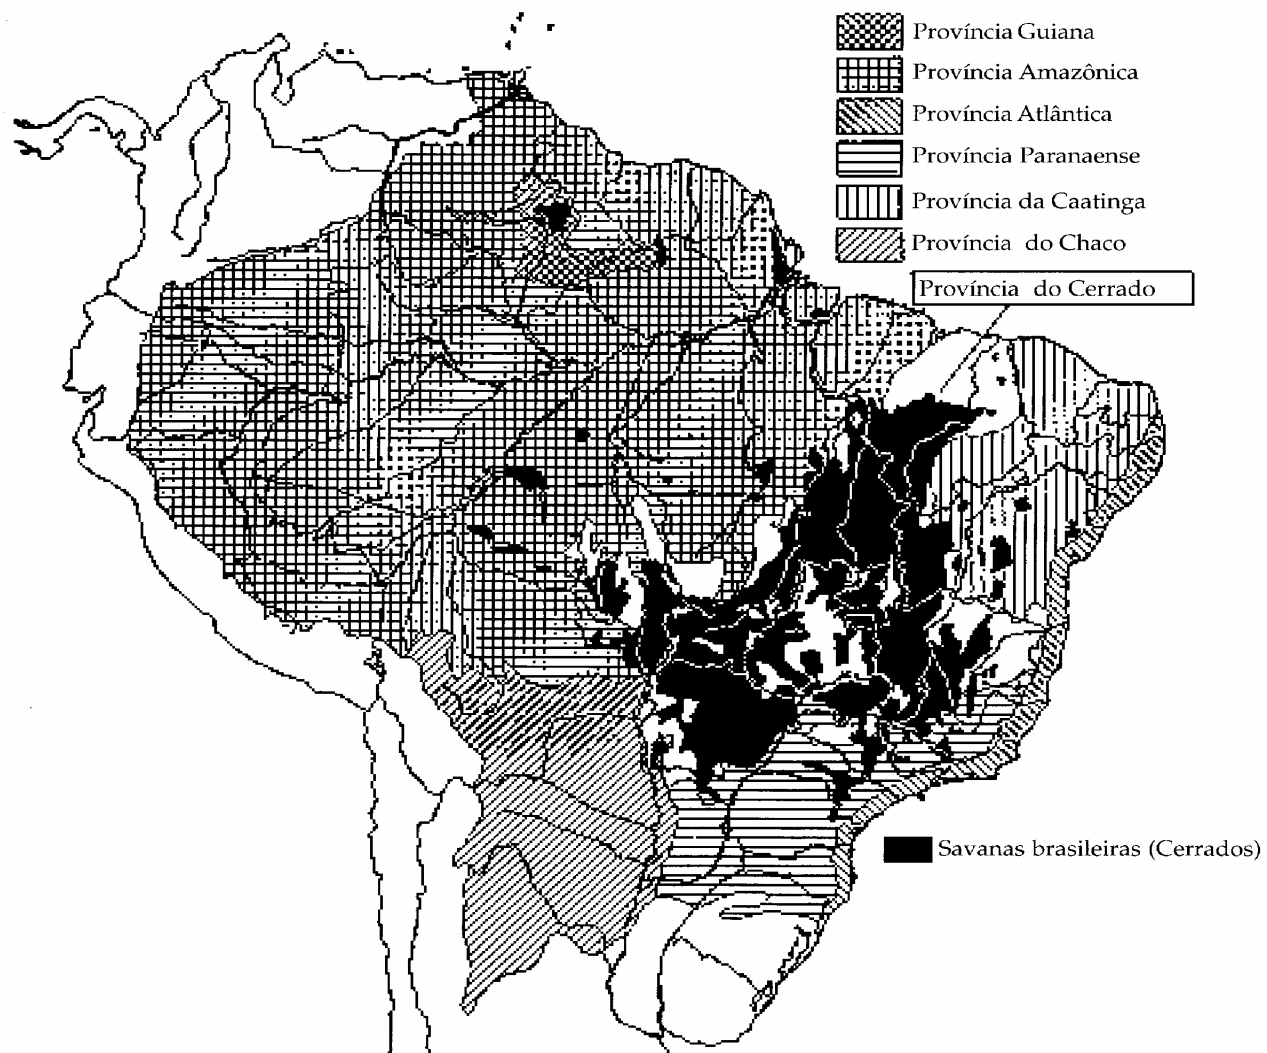 Província Guiana
Província Amazônica
Província Atlântica
Província Paranaense
Província da Caatinga
Província do Chaco
Província do Cerrado
Savanas brasileiras (Cerrados)